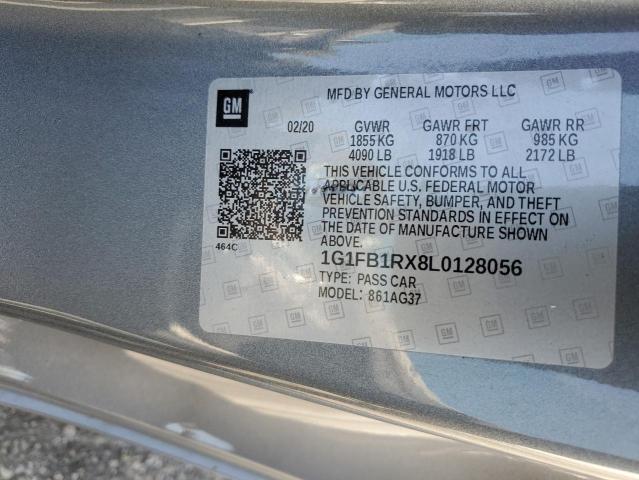 GM
MFD BY GENERAL MOTORS LLC
02/20 GVWR GAWR FRT GAWR RR
1855 KG 870 KG 985 KG
4090 LB 1918 LB 2172 LB
THIS VEHICLE CONFORMS TO ALL
APPLICABLE U.S. FEDERAL MOTOR
VEHICLE SAFETY, BUMPER, AND THEFT
PREVENTION STANDARDS IN EFFECT ON
THE DATE OF MANUFACTURE SHOWN
ABOVE.
464C
1G1FB1RX8L0128056
TYPE: PASS CAR
MODEL: 861AG37